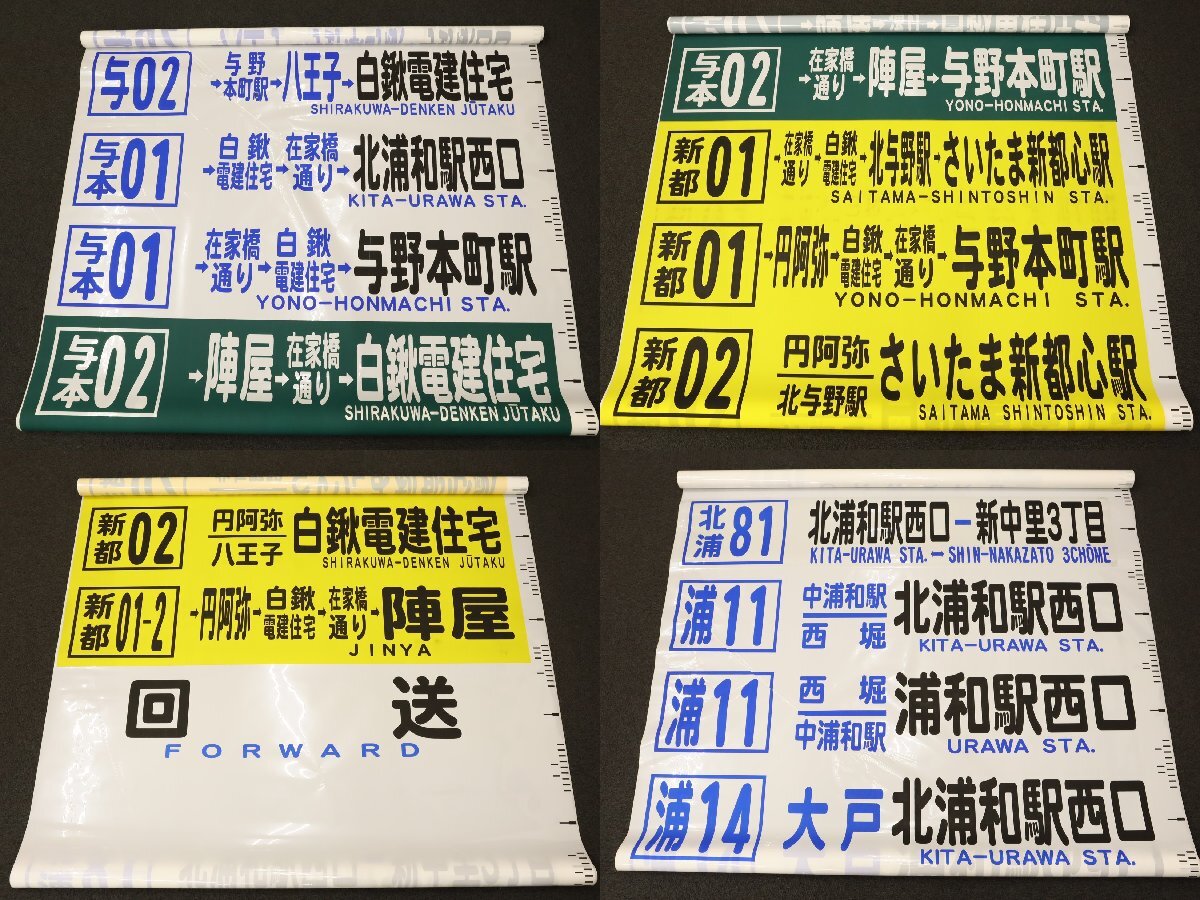 与02 →与野本町駅→八王子→白鍬電建住宅
SHIRAKUWA-DENKEN JŪTAKU
与本01 →白鍬電建住宅→在家橋通り→北浦和駅西口
KITA-URAWA STA.
与本01 在家橋通り→白鍬電建住宅→与野本町駅
YONO-HONMACHI STA.
与本02 →陣屋→在家橋通り→白鍬電建住宅
SHIRAKUWA-DENKEN JŪTAKU
与本02 在家橋通り→陣屋→与野本町駅
YONO-HONMACHI STA.
新都01 →在家橋通り→白鍬電建住宅→北与野駅→さいたま新都心駅
SAITAMA-SHINTOSHIN STA.
新都01 →円阿弥→白鍬電建住宅→在家橋通り→与野本町駅
YONO-HONMACHI STA.
新都02 円阿弥 北与野駅 さいたま新都心駅
SAITAMA SHINTOSHIN STA.
新都02 円阿弥 八王子 白鍬電建住宅
SHIRAKUWA-DENKEN JŪTAKU
新都01-2 →円阿弥→白鍬電建住宅→在家橋通り→陣屋
JINYA
回送
FORWARD
北浦81 北浦和駅西口ー新中里3丁目
KITA-URAWA STA.ーSHIN-NAKAZATO 3CHŌME
浦11 中浦和駅 西堀 北浦和駅西口
KITA-URAWA STA.
浦11 西堀 中浦和駅 浦和駅西口
URAWA STA.
浦14 大戸 北浦和駅西口
KITA-URAWA STA.